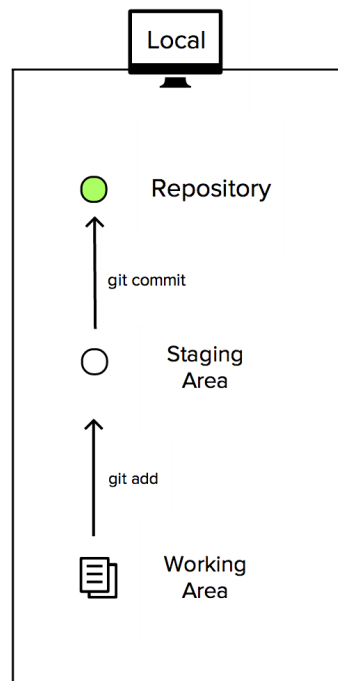 Local
Repository
git commit
Staging
Area
git add
Working
Area